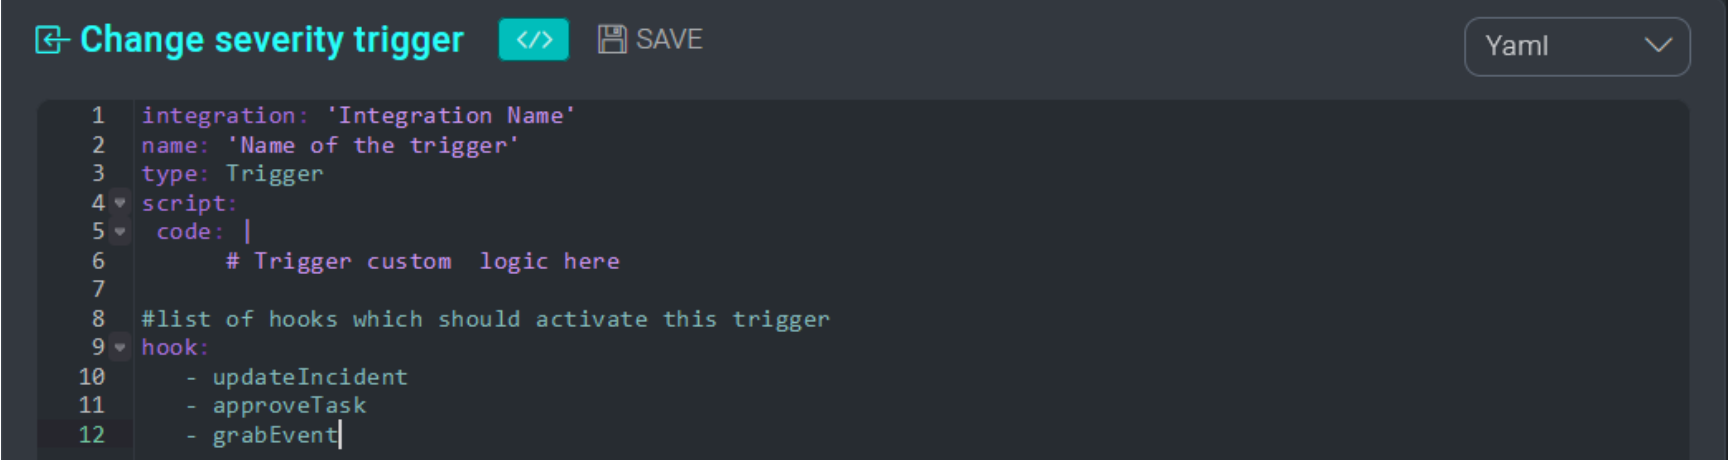 Change severity trigger </> SAVE Yaml
1 integration: 'Integration Name'
2 name: 'Name of the trigger'
3 type: Trigger
4 script:
5 code: |
6 # Trigger custom  logic here
7
8 #list of hooks which should activate this trigger
9 hook:
10 - updateIncident
11 - approveTask
12 - grabEvent